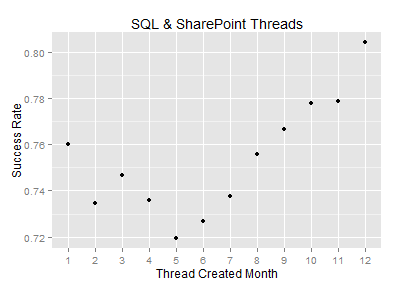 SQL & SharePoint Threads
0.80
0.78
0.76
0.74
0.72
Success Rate
1 2 3 4 5 6 7 8 9 10 11 12
Thread Created Month